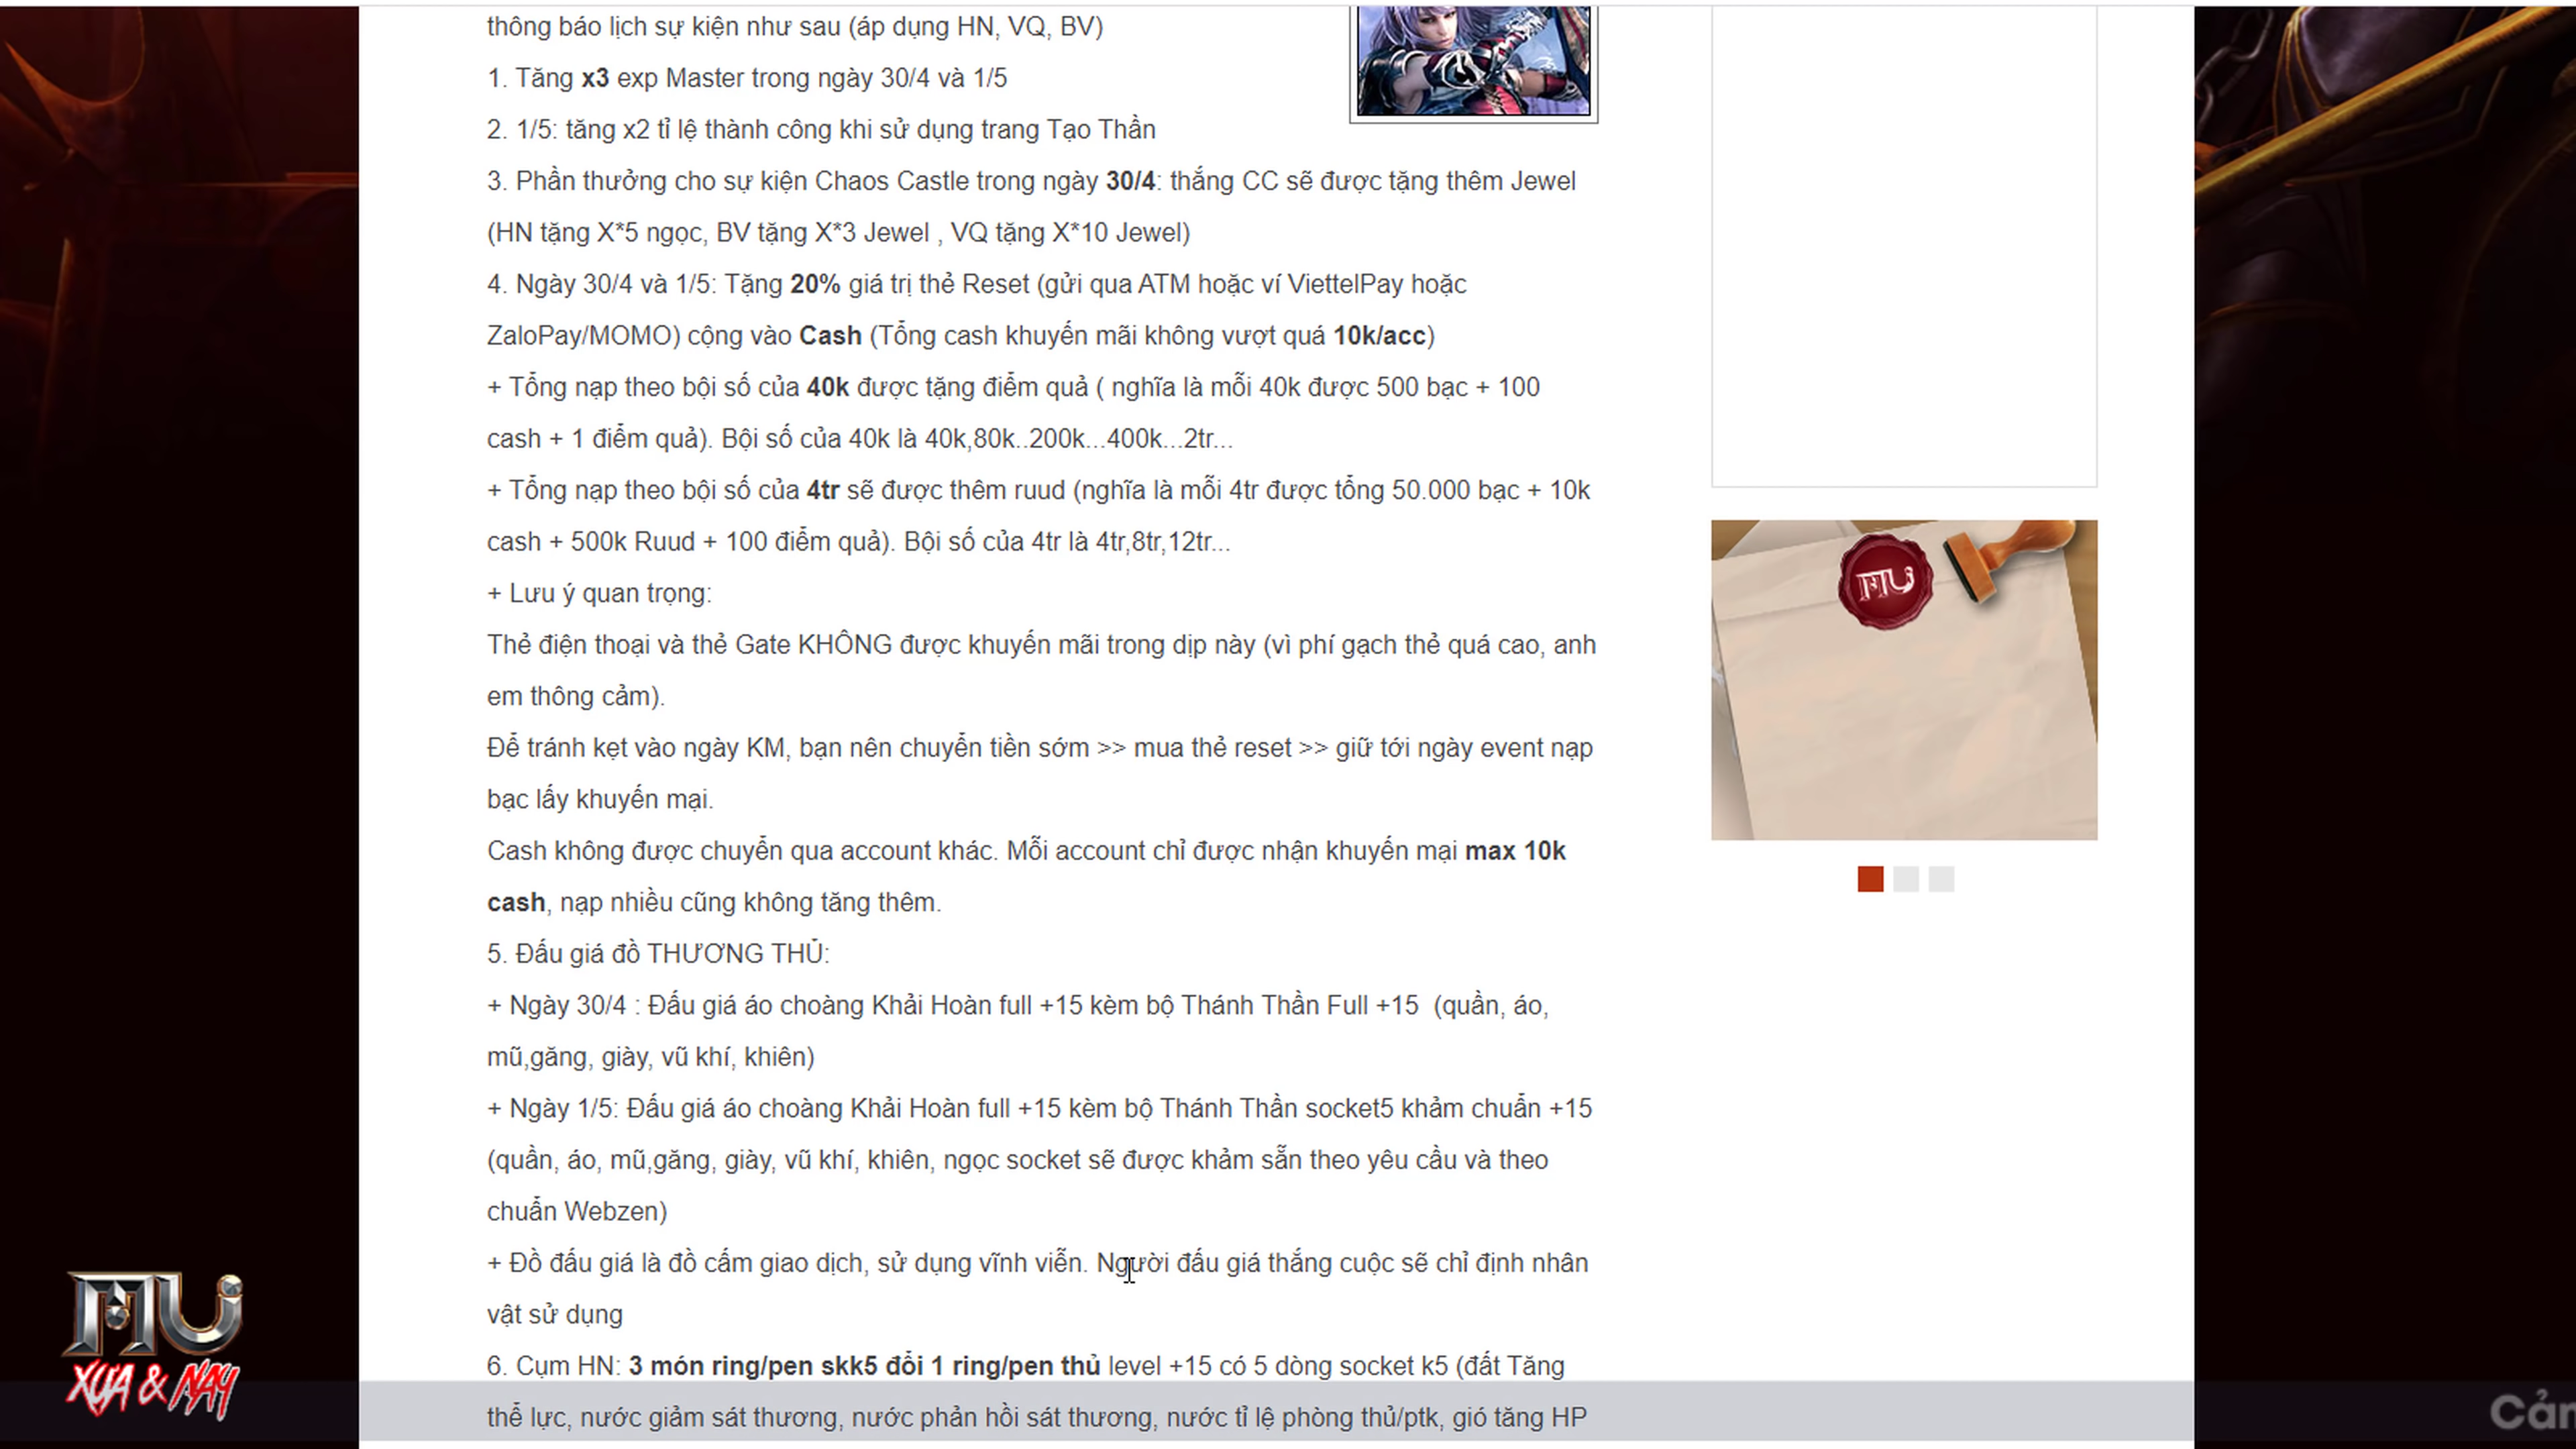 thông báo lịch sự kiện như sau (áp dụng HN, VQ, BV)
1. Tăng x3 exp Master trong ngày 30/4 và 1/5
2. 1/5: tăng x2 tỉ lệ thành công khi sử dụng trang Tạo Thần
3. Phần thưởng cho sự kiện Chaos Castle trong ngày 30/4: thắng CC sẽ được tặng thêm Jewel
(HN tặng X*5 ngọc, BV tặng X*3 Jewel , VQ tặng X*10 Jewel)
4. Ngày 30/4 và 1/5: Tặng 20% giá trị thẻ Reset (gửi qua ATM hoặc ví ViettelPay hoặc
ZaloPay/MOMO) cộng vào Cash (Tổng cash khuyến mãi không vượt quá 10k/acc)
+ Tổng nạp theo bội số của 40k được tặng điểm quả ( nghĩa là mỗi 40k được 500 bạc + 100
cash + 1 điểm quả). Bội số của 40k là 40k,80k..200k...400k...2tr...
+ Tổng nạp theo bội số của 4tr sẽ được thêm ruud (nghĩa là mỗi 4tr được tổng 50.000 bạc + 10k
cash + 500k Ruud + 100 điểm quả). Bội số của 4tr là 4tr,8tr,12tr...
+ Lưu ý quan trọng:
Thẻ điện thoại và thẻ Gate KHÔNG được khuyến mãi trong dịp này (vì phí gạch thẻ quá cao, anh
em thông cảm).
Để tránh kẹt vào ngày KM, bạn nên chuyển tiền sớm >> mua thẻ reset >> giữ tới ngày event nạp
bạc lấy khuyến mại.
Cash không được chuyển qua account khác. Mỗi account chỉ được nhận khuyến mại max 10k
cash, nạp nhiều cũng không tăng thêm.
5. Đấu giá đồ THƯƠNG THỦ:
+ Ngày 30/4 : Đấu giá áo choàng Khải Hoàn full +15 kèm bộ Thánh Thần Full +15  (quần, áo,
mũ,găng, giày, vũ khí, khiên)
+ Ngày 1/5: Đấu giá áo choàng Khải Hoàn full +15 kèm bộ Thánh Thần socket5 khảm chuẩn +15
(quần, áo, mũ,găng, giày, vũ khí, khiên, ngọc socket sẽ được khảm sẵn theo yêu cầu và theo
chuẩn Webzen)
+ Đồ đấu giá là đồ cấm giao dịch, sử dụng vĩnh viễn. Người đấu giá thắng cuộc sẽ chỉ định nhân
vật sử dụng
6. Cụm HN: 3 món ring/pen skk5 đổi 1 ring/pen thủ level +15 có 5 dòng socket k5 (đất Tăng
thể lực, nước giảm sát thương, nước phản hồi sát thương, nước tỉ lệ phòng thủ/ptk, gió tăng HP
MU
MU
XƯA & NAY
Cản